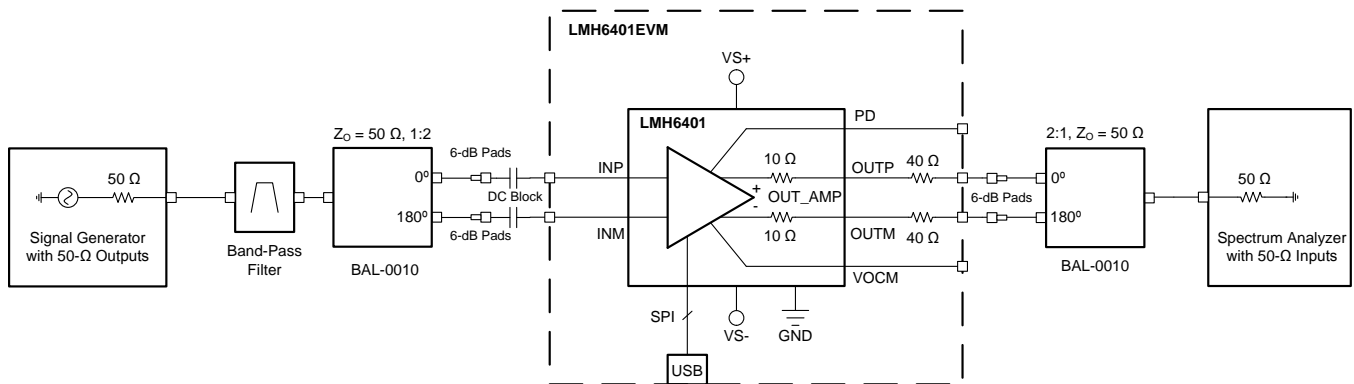 LMH6401EVM
VS+
LMH6401
PD
Z_O = 50 Ω, 1:2
2:1, Z_O = 50 Ω
6-dB Pads
50 Ω
0º
INP
10 Ω
OUTP
40 Ω
0º
50 Ω
DC Block
+
OUT_AMP
-
6-dB Pads
180º
180º
6-dB Pads
INM
10 Ω
OUTM
40 Ω
Signal Generator
with 50-Ω Outputs
Band-Pass
Filter
BAL-0010
VOCM
BAL-0010
Spectrum Analyzer
with 50-Ω Inputs
SPI
VS-
GND
USB